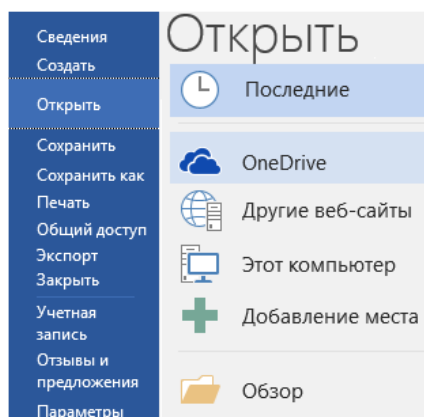 Сведения
Создать
Открыть
Сохранить
Сохранить как
Печать
Общий доступ
Экспорт
Закрыть
Учетная
запись
Отзывы и
предложения
Параметры
Открыть
Последние
OneDrive
Другие веб-сайты
Этот компьютер
Добавление места
Обзор